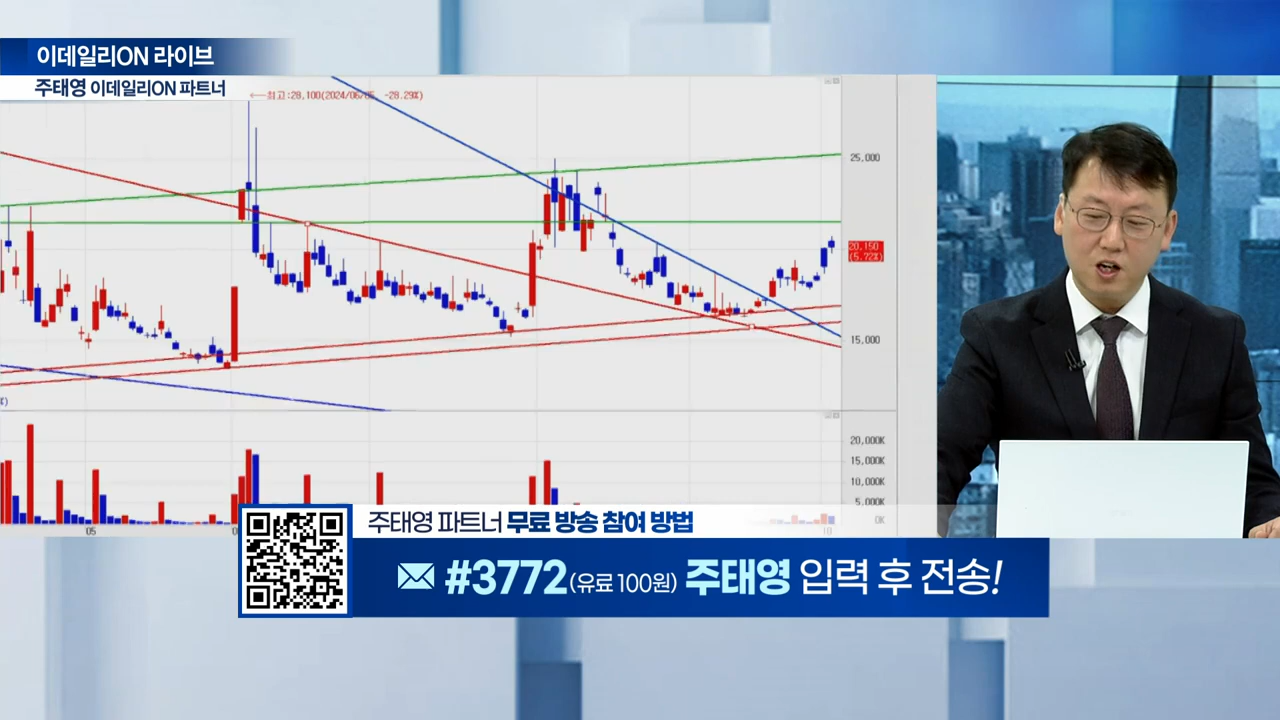 이데일리ON 라이브
주태영 이데일리ON 파트너
←최고:28,100(2024/06/05, -28.29%)
25,000
20,150
(5.72%)
15,000
%)
20,000K
15,000K
10,000K
5,000K
0K
05
10
주태영 파트너 무료 방송 참여 방법
#3772(유료 100원) 주태영 입력 후 전송!